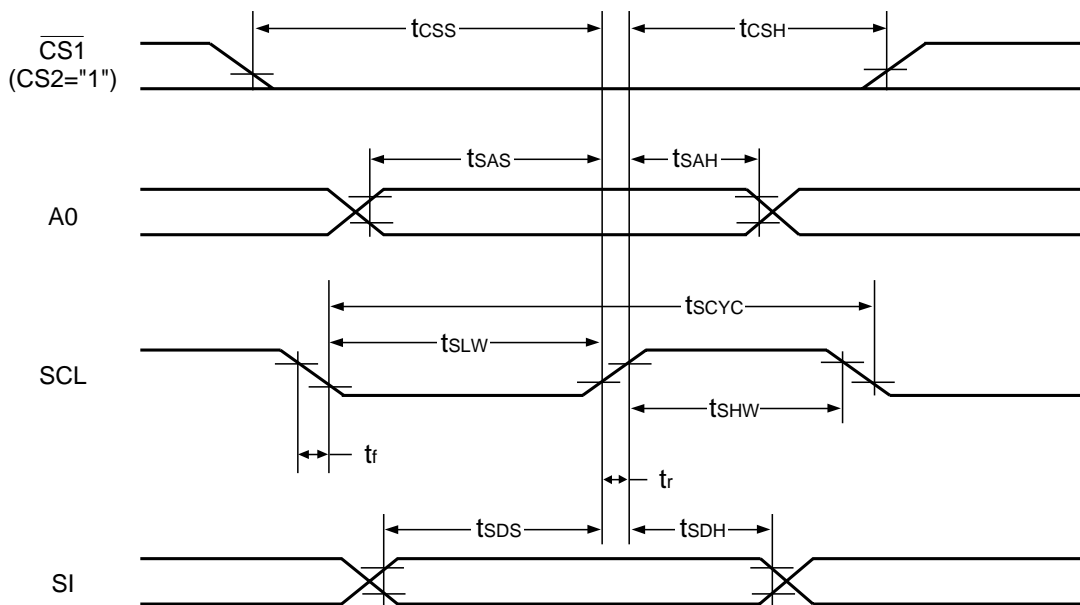 tCSS tCSH
CS1
(CS2="1")
tSAS tSAH
A0
tSCYC
tSLW
SCL
tSHW
tf
tr
tSDS tSDH
SI